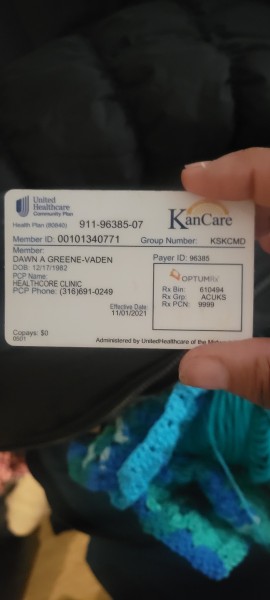 United
Healthcare
Community Plan
KanCare
Health Plan (80840) 911-96385-07
Member ID: 00101340771 Group Number: KSKCMD
Member:
DAWN A GREENE-VADEN
DOB: 12/17/1982
PCP Name:
HEALTHCORE CLINIC
PCP Phone: (316)691-0249
Payer ID: 96385
OPTUMRx
Rx Bin: 610494
Rx Grp: ACUKS
Rx PCN: 9999
Effective Date
11/01/2021
Copays: $0
0501
Administered by UnitedHealthcare of the